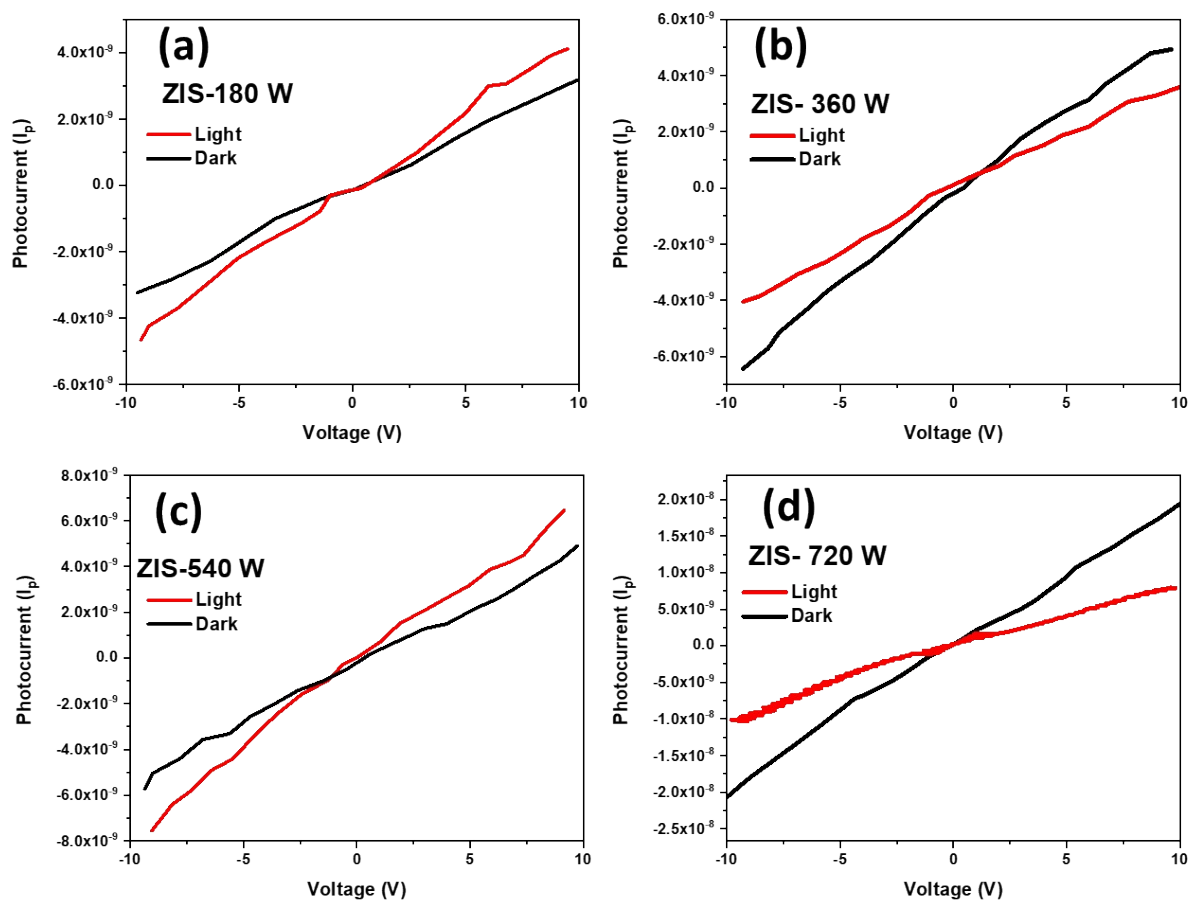 (a)
ZIS-180 W
Light
Dark
4.0x10⁻⁹
2.0x10⁻⁹
0.0
-2.0x10⁻⁹
-4.0x10⁻⁹
-6.0x10⁻⁹
Photocurrent (Iₚ)
-10 -5 0 5 10
Voltage (V)
(b)
ZIS- 360 W
Light
Dark
6.0x10⁻⁹
4.0x10⁻⁹
2.0x10⁻⁹
0.0
-2.0x10⁻⁹
-4.0x10⁻⁹
-6.0x10⁻⁹
Photocurrent (Iₚ)
-10 -5 0 5 10
Voltage (V)
(c)
ZIS-540 W
Light
Dark
8.0x10⁻⁹
6.0x10⁻⁹
4.0x10⁻⁹
2.0x10⁻⁹
0.0
-2.0x10⁻⁹
-4.0x10⁻⁹
-6.0x10⁻⁹
-8.0x10⁻⁹
Photocurrent (Iₚ)
-10 -5 0 5 10
Voltage (V)
(d)
ZIS- 720 W
Light
Dark
2.0x10⁻⁸
1.5x10⁻⁸
1.0x10⁻⁸
5.0x10⁻⁹
0.0
-5.0x10⁻⁹
-1.0x10⁻⁸
-1.5x10⁻⁸
-2.0x10⁻⁸
-2.5x10⁻⁸
Photocurrent (Iₚ)
-10 -5 0 5 10
Voltage (V)